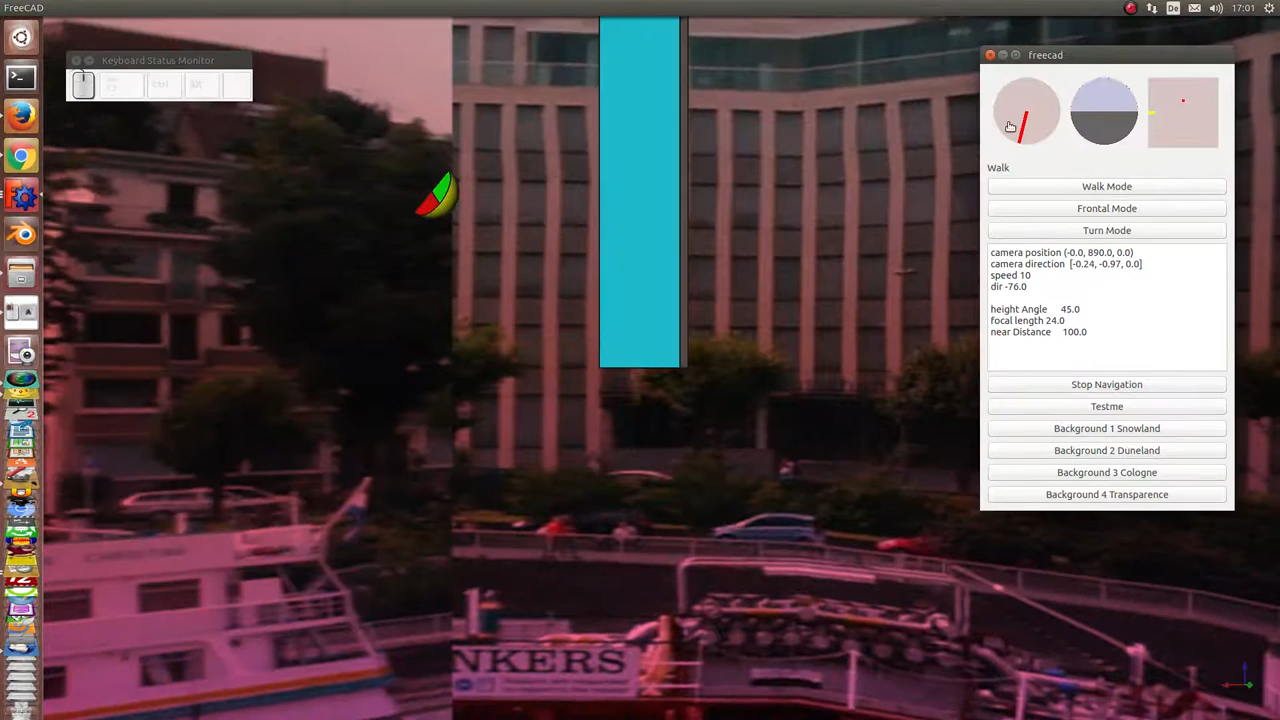 FreeCAD
De
17:01
Keyboard Status Monitor
Ctrl
freecad
Walk
Walk Mode
Frontal Mode
Turn Mode
camera position (-0.0, 890.0, 0.0)
camera direction [-0.24, -0.97, 0.0]
speed 10
dir -76.0
height Angle 45.0
focal length 24.0
near Distance 100.0
Stop Navigation
Testme
Background 1 Snowland
Background 2 Duneland
Background 3 Cologne
Background 4 Transparence
NKERS